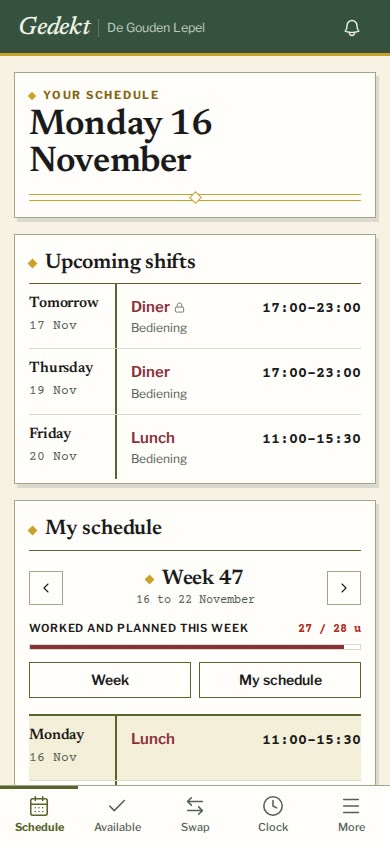 Gedekt
De Gouden Lepel
YOUR SCHEDULE
Monday 16
November
Upcoming shifts
Tomorrow
17 Nov
Diner
Bediening
17:00–23:00
Thursday
19 Nov
Diner
Bediening
17:00–23:00
Friday
20 Nov
Lunch
Bediening
11:00–15:30
My schedule
Week 47
16 to 22 November
WORKED AND PLANNED THIS WEEK
27 / 28 u
Week
My schedule
Monday
16 Nov
Lunch
11:00–15:30
Schedule
Available
Swap
Clock
More